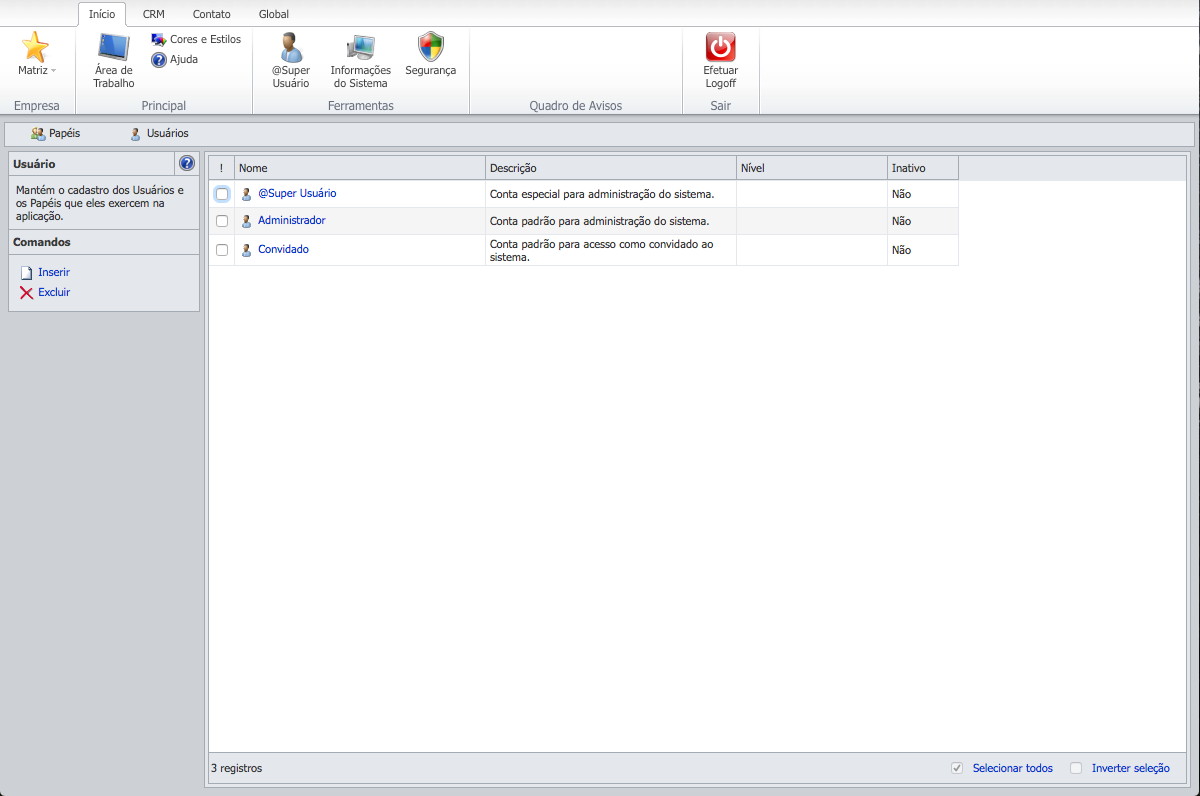 Início CRM Contato Global
Matriz
Área de
Trabalho
Cores e Estilos
Ajuda
@Super
Usuário
Informações
do Sistema
Segurança
Efetuar
Logoff
Empresa Principal Ferramentas Quadro de Avisos Sair
Papéis Usuários
Usuário
Mantém o cadastro dos Usuários e
os Papéis que eles exercem na
aplicação.
Comandos
Inserir
Excluir
! Nome Descrição Nível Inativo
@Super Usuário Conta especial para administração do sistema. Não
Administrador Conta padrão para administração do sistema. Não
Convidado Conta padrão para acesso como convidado ao
sistema. Não
3 registros Selecionar todos Inverter seleção